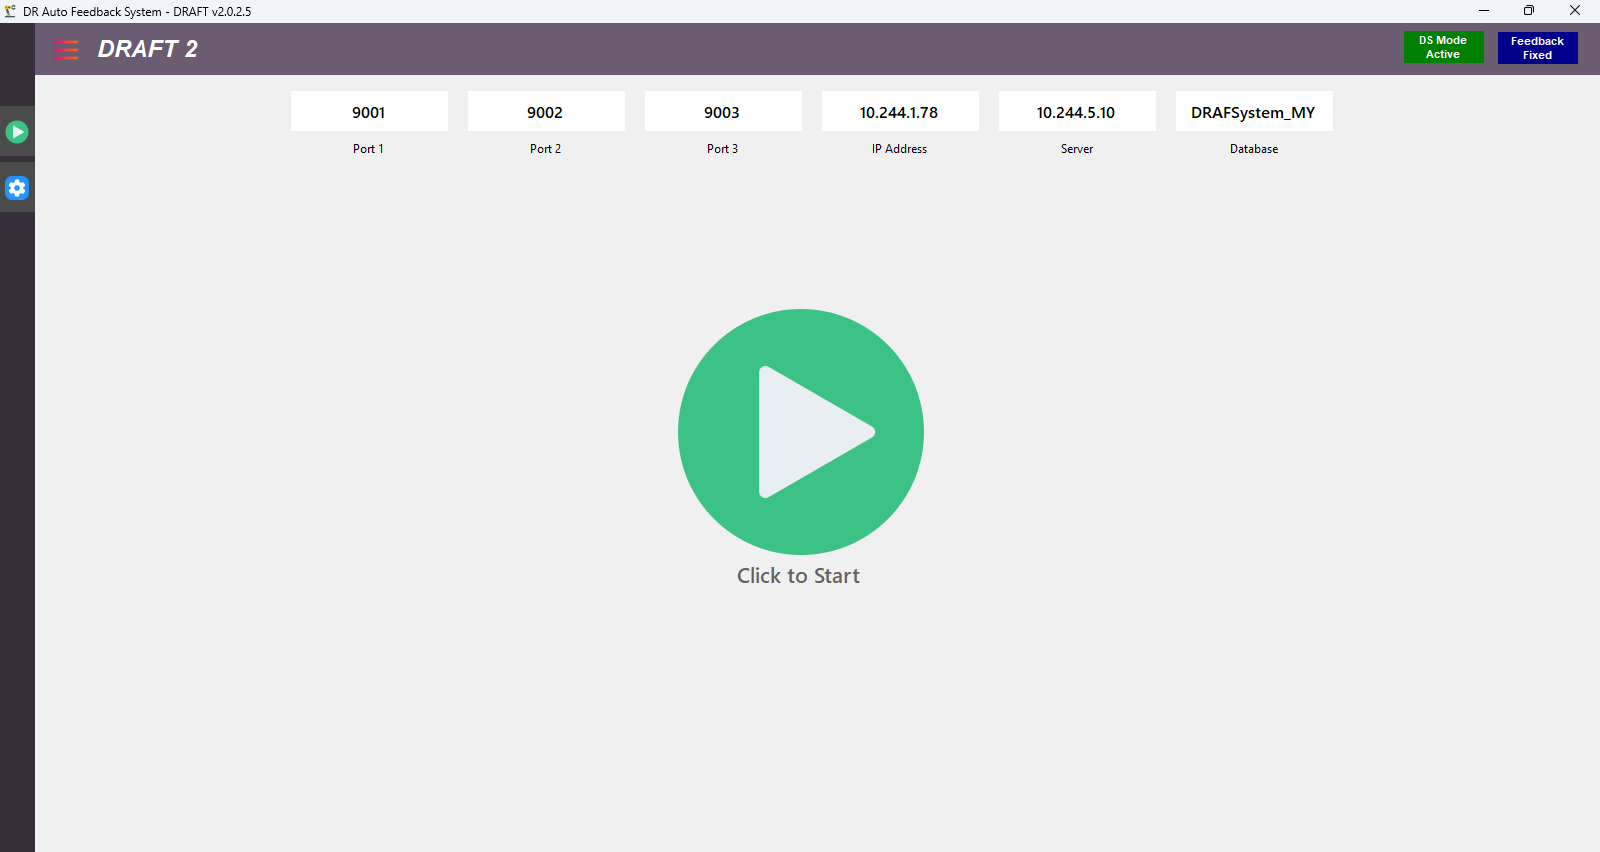 DR Auto Feedback System - DRAFT v2.0.2.5
DRAFT 2
DS Mode
Active
Feedback
Fixed
9001
9002
9003
10.244.1.78
10.244.5.10
DRAFSystem_MY
Port 1
Port 2
Port 3
IP Address
Server
Database
Click to Start